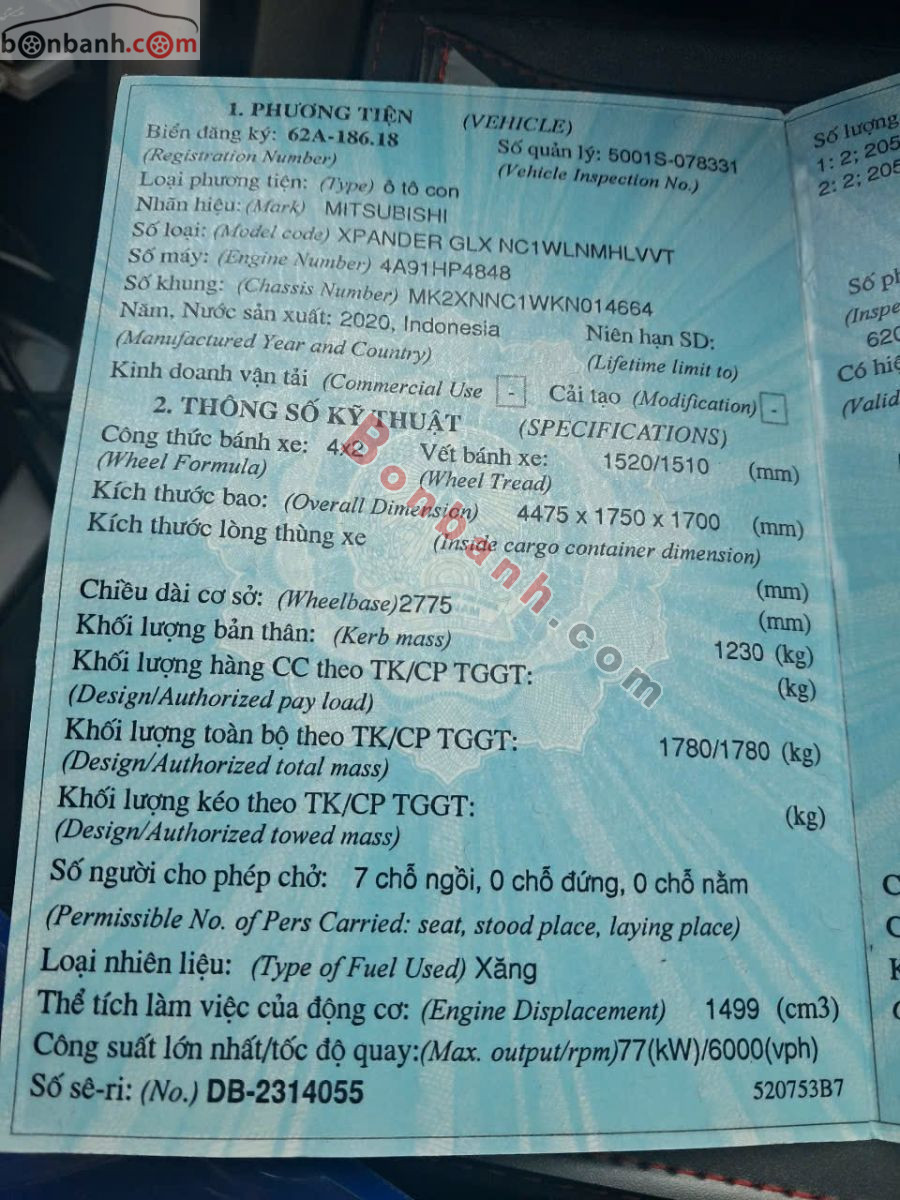 bonbanh.com
1. PHƯƠNG TIỆN (VEHICLE)
Biển đăng ký: 62A-186.18 Số quản lý: 5001S-078331
(Registration Number) (Vehicle Inspection No.)
Loại phương tiện: (Type) ô tô con
Nhãn hiệu: (Mark) MITSUBISHI
Số loại: (Model code) XPANDER GLX NC1WLNMHLVVT
Số máy: (Engine Number) 4A91HP4848
Số khung: (Chassis Number) MK2XNNC1WKN014664
Năm, Nước sản xuất: 2020, Indonesia Niên hạn SD:
(Manufactured Year and Country) (Lifetime limit to)
Kinh doanh vận tải (Commercial Use - Cải tạo (Modification) -
2. THÔNG SỐ KỸ THUẬT (SPECIFICATIONS)
Công thức bánh xe: 4x2 Vết bánh xe: 1520/1510 (mm)
(Wheel Formula) (Wheel Tread)
Kích thước bao: (Overall Dimension) 4475 x 1750 x 1700 (mm)
Kích thước lòng thùng xe (Inside cargo container dimension)
(mm)
Chiều dài cơ sở: (Wheelbase) 2775 (mm)
Khối lượng bản thân: (Kerb mass) 1230 (kg)
Khối lượng hàng CC theo TK/CP TGGT: (kg)
(Design/Authorized pay load)
Khối lượng toàn bộ theo TK/CP TGGT: 1780/1780 (kg)
(Design/Authorized total mass)
Khối lượng kéo theo TK/CP TGGT: (kg)
(Design/Authorized towed mass)
Số người cho phép chở: 7 chỗ ngồi, 0 chỗ đứng, 0 chỗ nằm
(Permissible No. of Pers Carried: seat, stood place, laying place)
Loại nhiên liệu: (Type of Fuel Used) Xăng
Thể tích làm việc của động cơ: (Engine Displacement) 1499 (cm3)
Công suất lớn nhất/tốc độ quay:(Max. output/rpm)77(kW)/6000(vph)
Số sê-ri: (No.) DB-2314055 520753B7
Bonbanh.com
Số lượng
1: 2; 205
2: 2; 205
Số
(Inspe
620
Có
(Valid